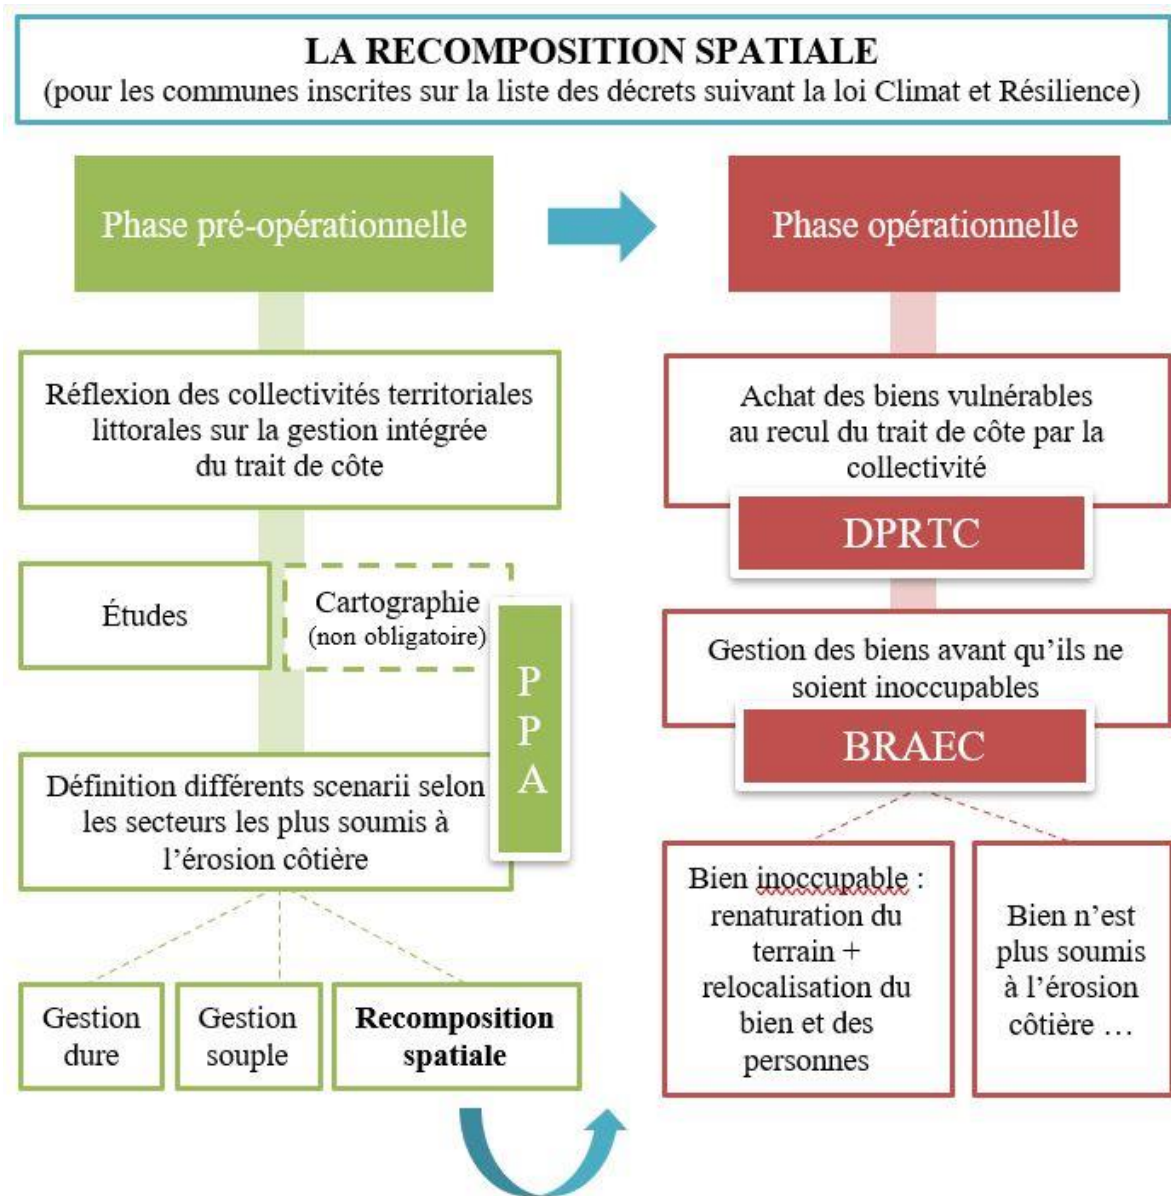 LA RECOMPOSITION SPATIALE
(pour les communes inscrites sur la liste des décrets suivant la loi Climat et Résilience)
Phase pré-opérationnelle
Réflexion des collectivités territoriales
littorales sur la gestion intégrée
du trait de côte
Études
Cartographie
(non obligatoire)
P
P
A
Définition différents scenarii selon
les secteurs les plus soumis à
l’érosion côtière
Gestion
dure
Gestion
souple
Recomposition
spatiale
Phase opérationnelle
Achat des biens vulnérables
au recul du trait de côte par la
collectivité
DPRTC
Gestion des biens avant qu’ils ne
soient inoccupables
BRAEC
Bien inoccupable :
renaturation du
terrain +
relocalisation du
bien et des
personnes
Bien n’est
plus soumis
à l’érosion
côtière …